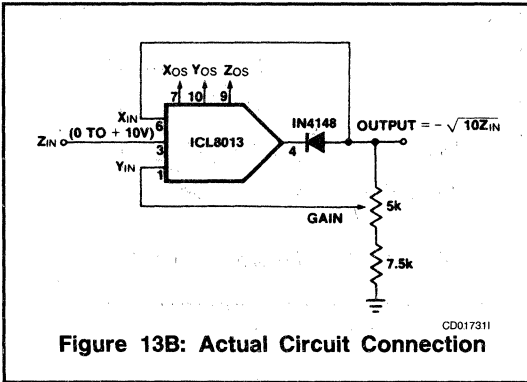 XOS YOS ZOS
7 10 9
XIN
6
ZIN (0 TO + 10V)
3
ICL8013
4
IN4148
OUTPUT = - √10ZIN
YIN
1
GAIN
5k
7.5k
CD01731I
Figure 13B: Actual Circuit Connection